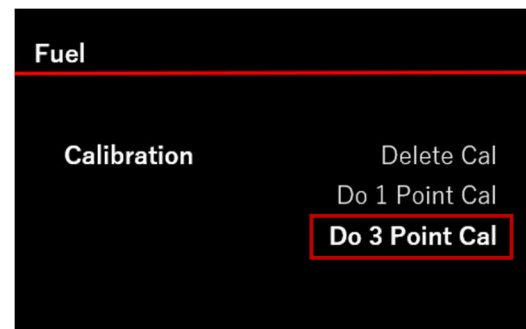 Fuel
Calibration Delete Cal
Do 1 Point Cal
Do 3 Point Cal